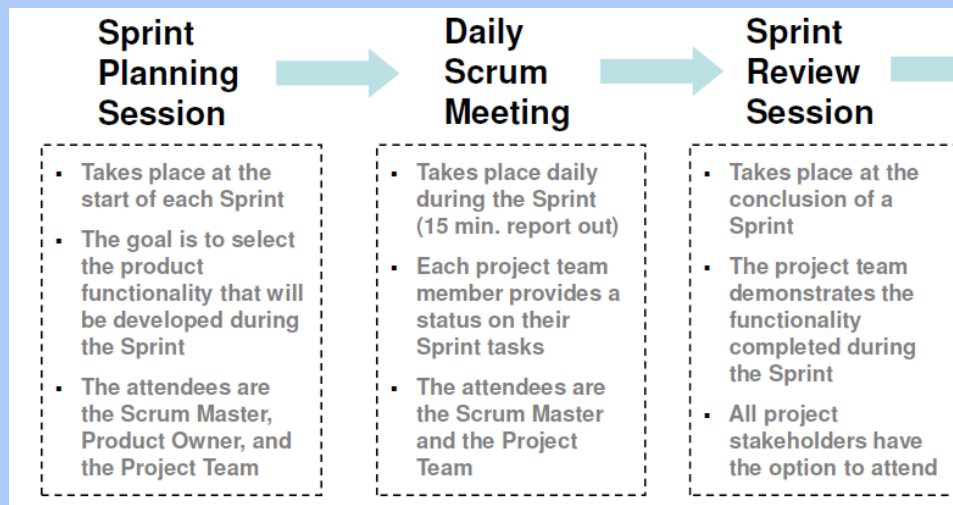 Sprint
Planning
Session
▪ Takes place at the
start of each Sprint
▪ The goal is to select
the product
functionality that will
be developed during
the Sprint
▪ The attendees are
the Scrum Master,
Product Owner, and
the Project Team
Daily
Scrum
Meeting
▪ Takes place daily
during the Sprint
(15 min. report out)
▪ Each project team
member provides a
status on their
Sprint tasks
▪ The attendees are
the Scrum Master
and the Project
Team
Sprint
Review
Session
▪ Takes place at the
conclusion of a
Sprint
▪ The project team
demonstrates the
functionality
completed during
the Sprint
▪ All project
stakeholders have
the option to attend